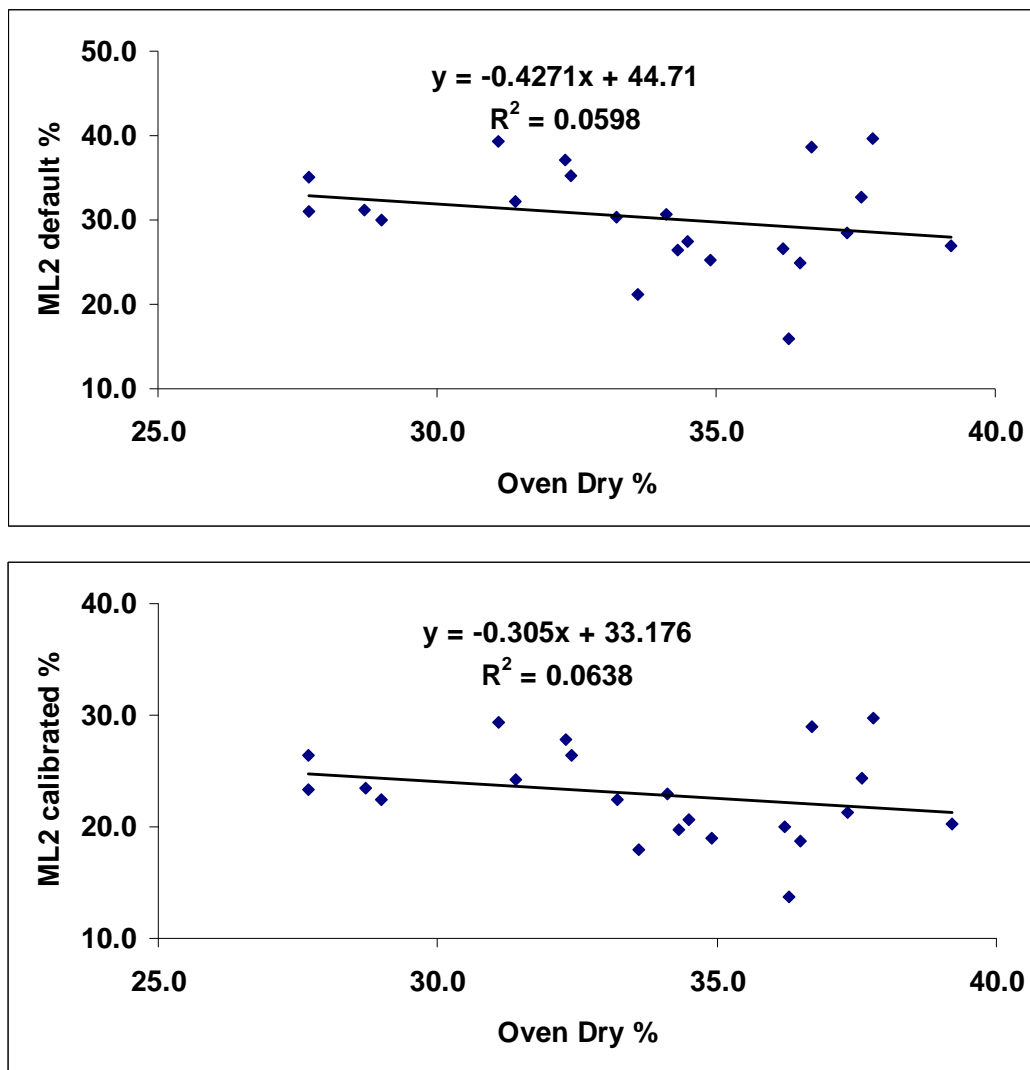 50.0
y = -0.4271x + 44.71
R² = 0.0598
40.0
30.0
20.0
10.0
ML2 default %
25.0 30.0 35.0 40.0
Oven Dry %
40.0
y = -0.305x + 33.176
R² = 0.0638
30.0
20.0
10.0
ML2 calibrated %
25.0 30.0 35.0 40.0
Oven Dry %